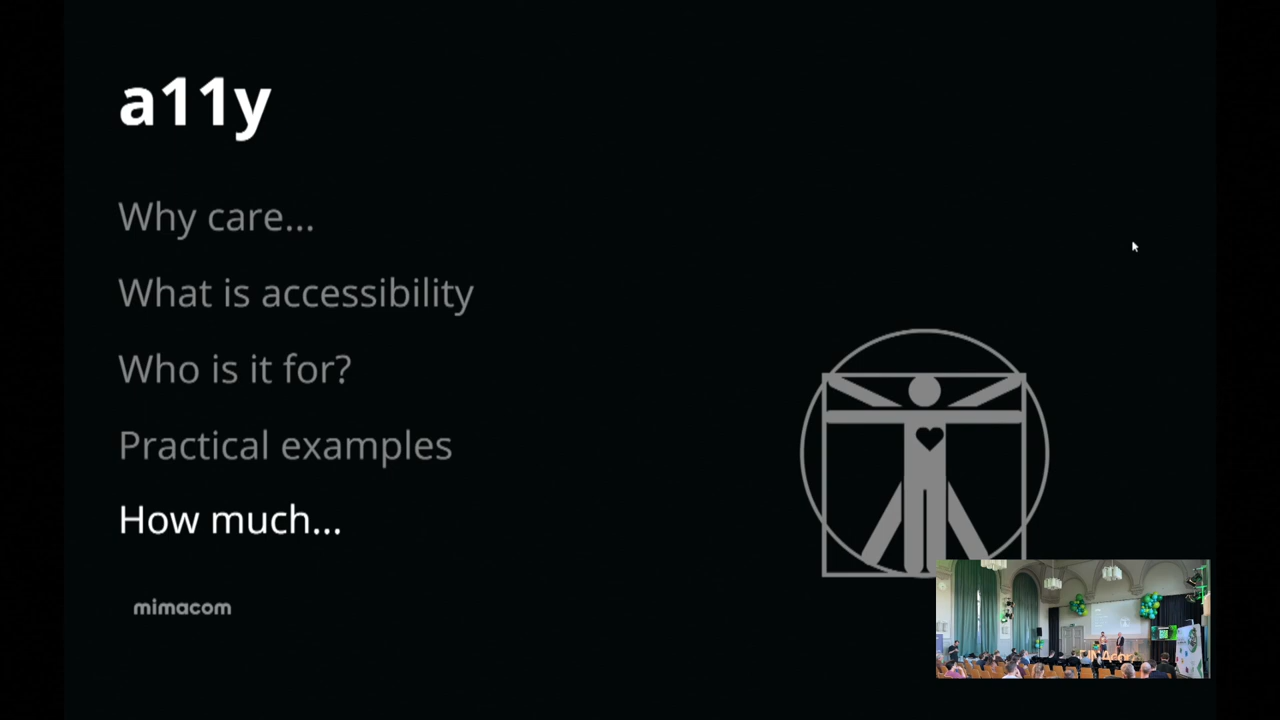 a11y
Why care...
What is accessibility
Who is it for?
Practical examples
How much...
mimacom